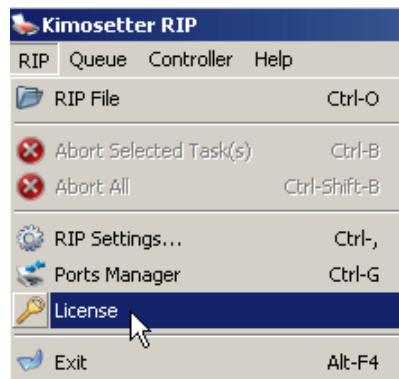 Kimosetter RIP
RIP Queue Controller Help
RIP File Ctrl-O
Abort Selected Task(s) Ctrl-B
Abort All Ctrl-Shift-B
RIP Settings... Ctrl-,
Ports Manager Ctrl-G
License
Exit Alt-F4